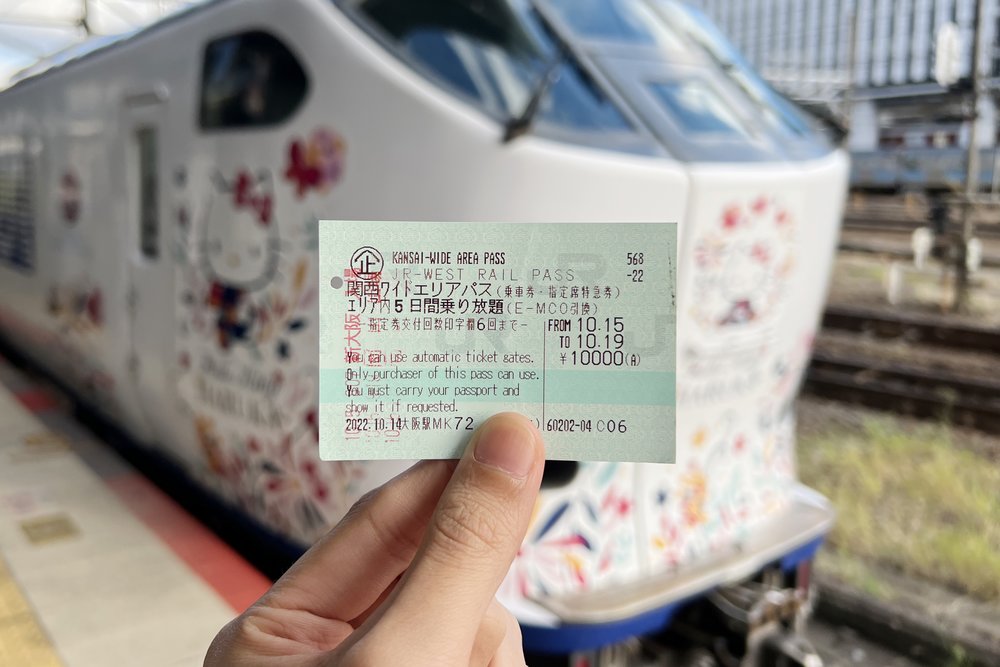 企 KANSAI-WIDE AREA PASS 568
JR-WEST RAIL PASS -22
関西ワイドエリアパス(乗車券・指定席特急券)
エリア内5日間乗り放題(E-MCO引換)
-指定券交付回数印字欄6回まで- FROM 10.15
TO 10.19
¥10000(A)
You can use automatic ticket gates.
Only purchaser of this pass can use.
You must carry your passport and
show it if requested.
2022.10.14大阪駅MK72 60202-04 C06
新大阪